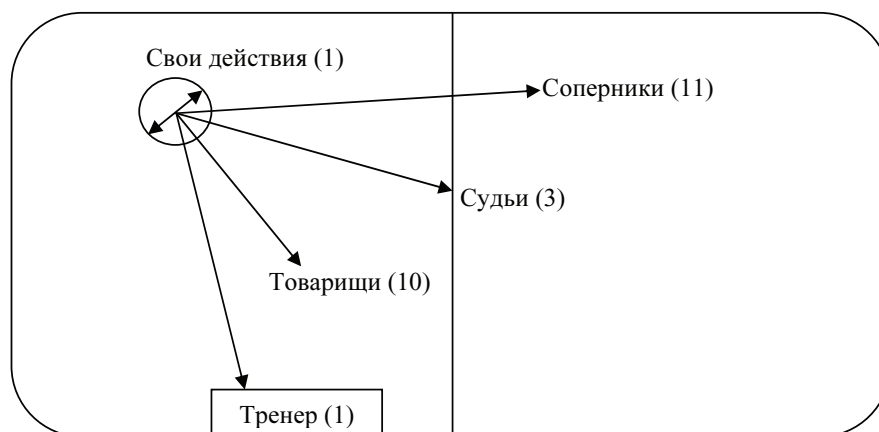 Свои действия (1)
Соперники (11)
Судьи (3)
Товарищи (10)
Тренер (1)